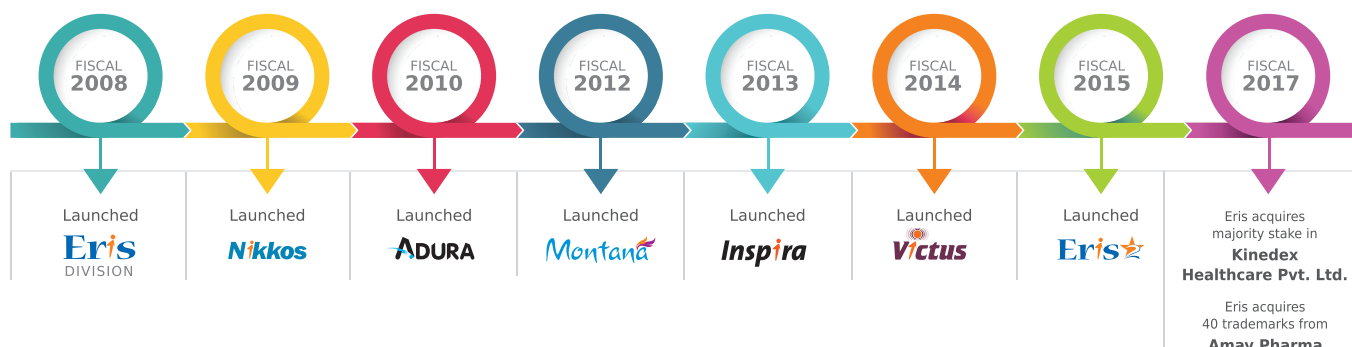 FISCAL
2008
FISCAL
2009
FISCAL
2010
FISCAL
2012
FISCAL
2013
FISCAL
2014
FISCAL
2015
FISCAL
2017
Launched
Eris
DIVISION
Launched
Nikkos
Launched
ADURA
Launched
Montana
Launched
Inspira
Launched
Victus
Launched
Eris
Eris acquires
majority stake in
Kinedex
Healthcare Pvt. Ltd.
Eris acquires
40 trademarks from
Amay Pharma